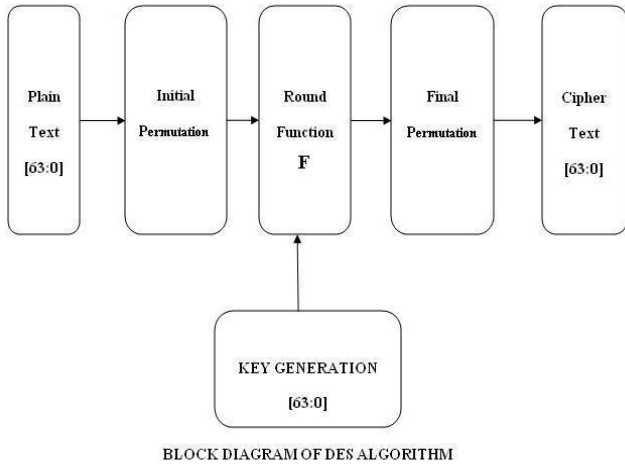 Plain
Text
[63:0]
Initial
Permutation
Round
Function
F
Final
Permutation
Cipher
Text
[63:0]
KEY GENERATION
[63:0]
BLOCK DIAGRAM OF DES ALGORITHM